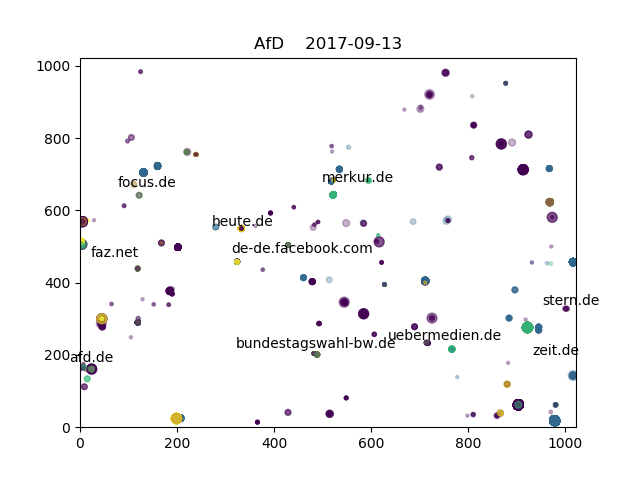 AfD    2017-09-13
1000
800
merkur.de
focus.de
600
heute.de
de-de.facebook.com
faz.net
400
stern.de
uebermedien.de
bundestagswahl-bw.de
zeit.de
200
afd.de
0
0 200 400 600 800 1000